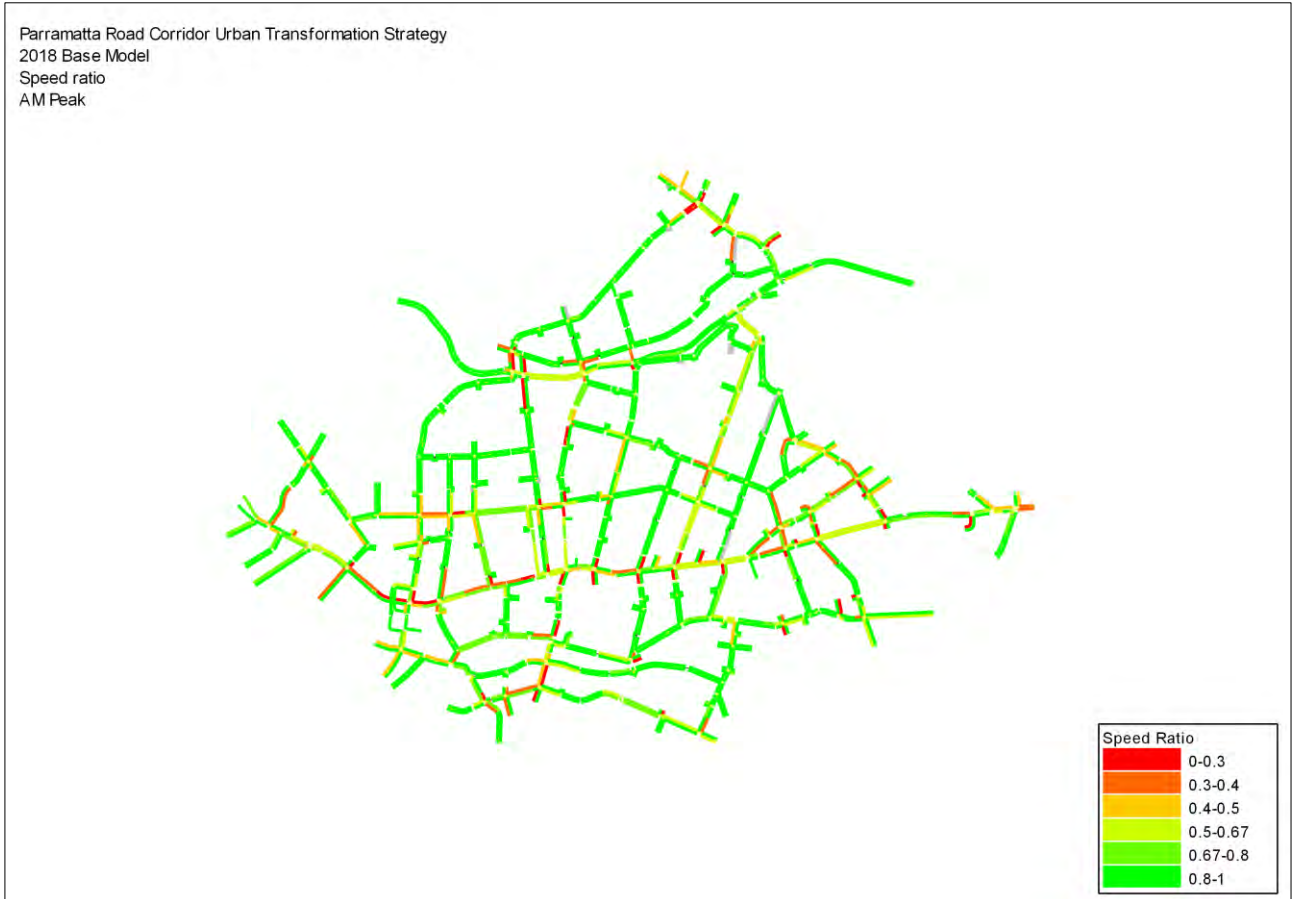 Parramatta Road Corridor Urban Transformation Strategy
2018 Base Model
Speed ratio
AM Peak
Speed Ratio
0-0.3
0.3-0.4
0.4-0.5
0.5-0.67
0.67-0.8
0.8-1